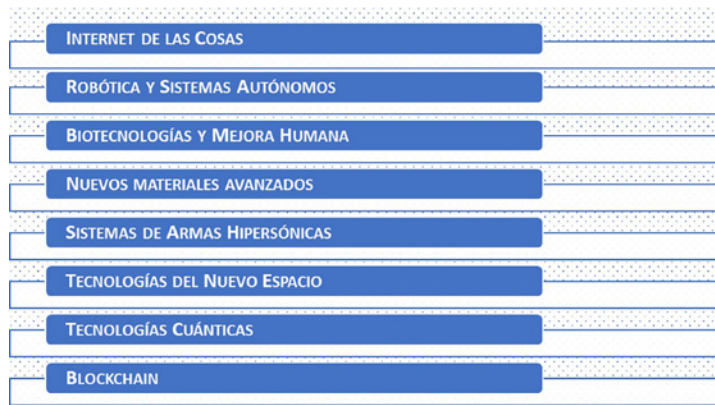 INTERNET DE LAS COSAS
ROBÓTICA Y SISTEMAS AUTÓNOMOS
BIOTECNOLOGÍAS Y MEJORA HUMANA
NUEVOS MATERIALES AVANZADOS
SISTEMAS DE ARMAS HIPERSÓNICAS
TECNOLOGÍAS DEL NUEVO ESPACIO
TECNOLOGÍAS CUÁNTICAS
BLOCKCHAIN